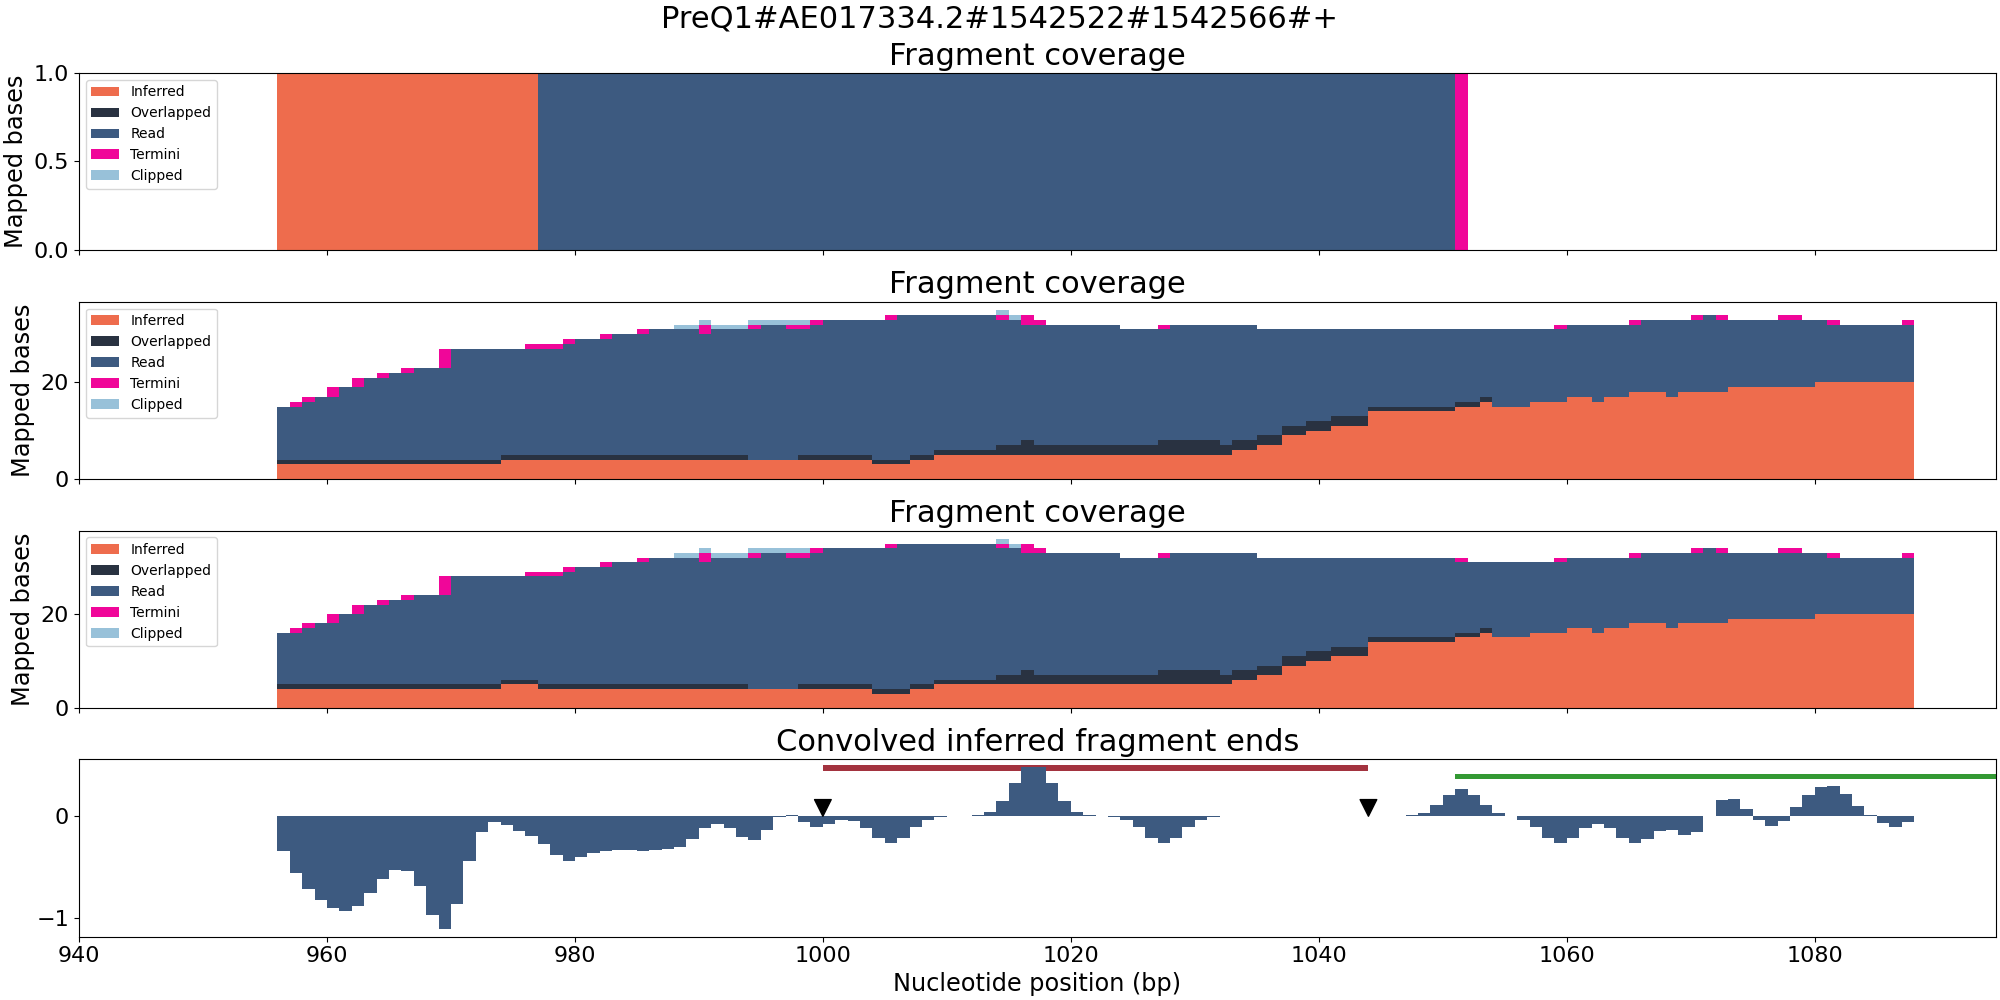 PreQ1#AE017334.2#1542522#1542566#+
Fragment coverage
Mapped bases
1.0
0.5
0.0
Inferred
Overlapped
Read
Termini
Clipped
Fragment coverage
Mapped bases
20
0
Inferred
Overlapped
Read
Termini
Clipped
Fragment coverage
Mapped bases
20
0
Inferred
Overlapped
Read
Termini
Clipped
Convolved inferred fragment ends
0
−1
940 960 980 1000 1020 1040 1060 1080
Nucleotide position (bp)